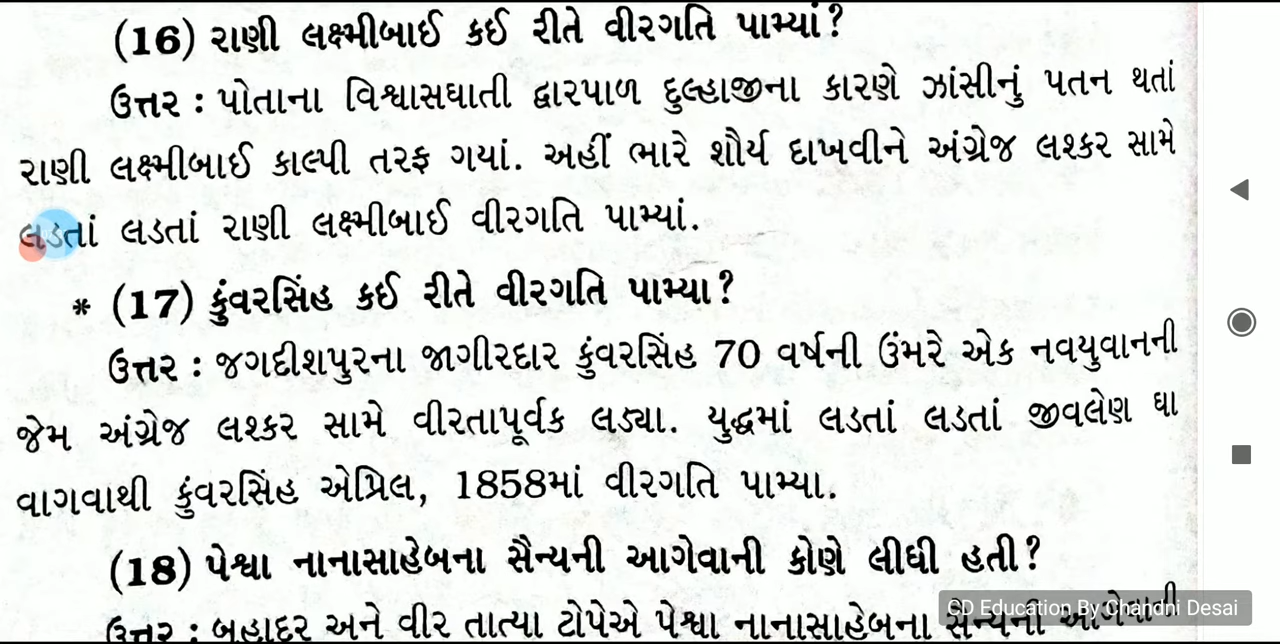 (16) રાણી લક્ષ્મીબાઈ કઈ રીતે વીરગતિ પામ્યાં?
ઉત્તર : પોતાના વિશ્વાસઘાતી દ્વારપાળ દુલ્હાજીના કારણે ઝાંસીનું પતન થતાં
રાણી લક્ષ્મીબાઈ કાલ્પી તરફ ગયાં. અહીં ભારે શૌર્ય દાખવીને અંગ્રેજ લશ્કર સામે
લડતાં લડતાં રાણી લક્ષ્મીબાઈ વીરગતિ પામ્યાં.
* (17) કુંવરસિંહ કઈ રીતે વીરગતિ પામ્યા?
ઉત્તર : જગદીશપુરના જાગીરદાર કુંવરસિંહ 70 વર્ષની ઉંમરે એક નવયુવાનની
જેમ અંગ્રેજ લશ્કર સામે વીરતાપૂર્વક લડ્યા. યુદ્ધમાં લડતાં લડતાં જીવલેણ ઘા
વાગવાથી કુંવરસિંહ એપ્રિલ, 1858માં વીરગતિ પામ્યા.
(18) પેશ્વા નાનાસાહેબના સૈન્યની આગેવાની કોણે લીધી હતી?
ઉત્તર : બહાદુર અને વીર તાત્યા ટોપેએ પેશ્વા નાનાસાહેબના સૈન્યની આગેવાની
CD Education By Chandni Desai